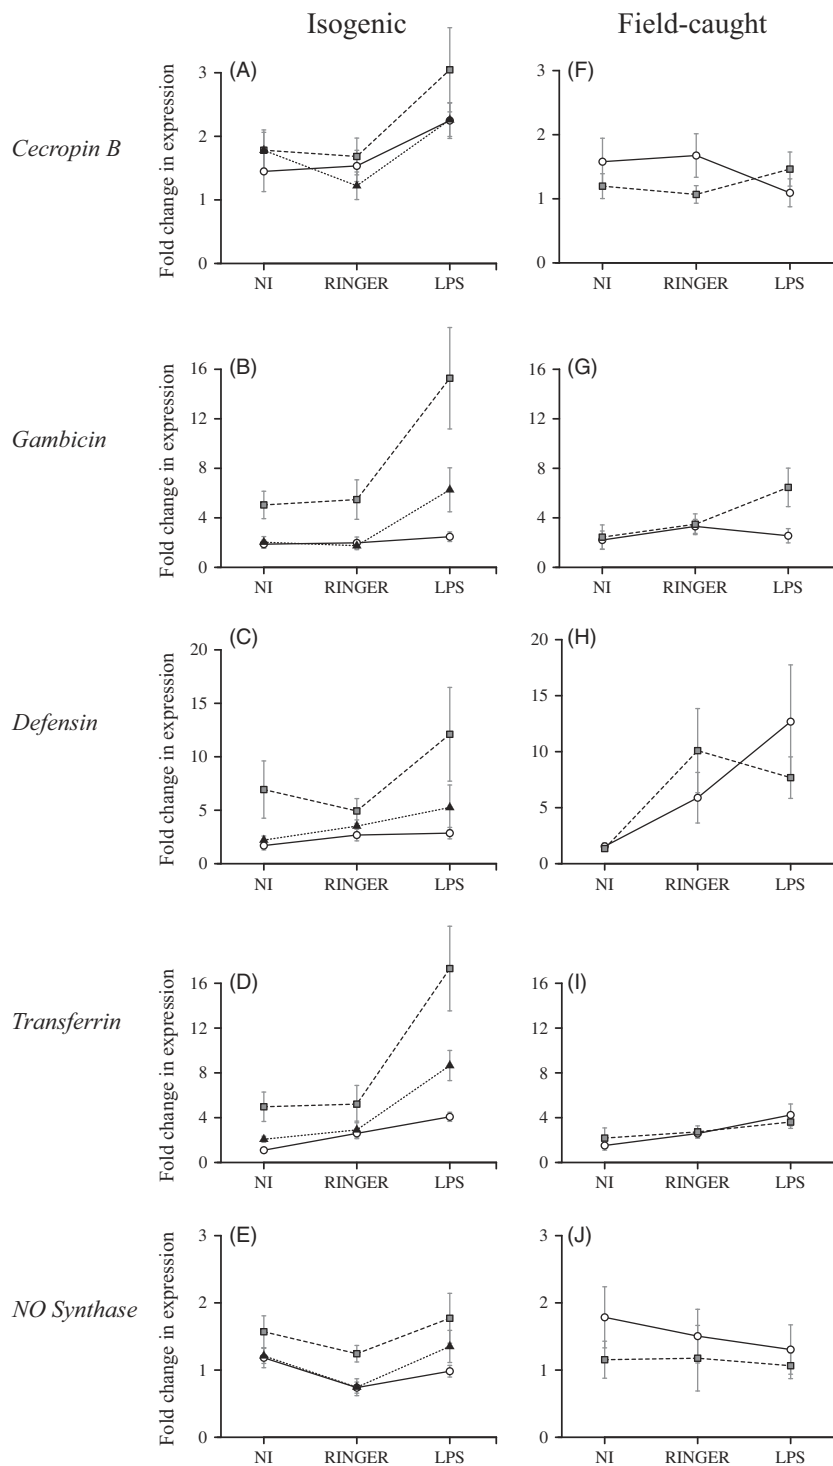 Isogenic Field-caught
Cecropin B
Fold change in expression
(A)
3
2
1
0
NI RINGER LPS
(F)
3
2
1
0
NI RINGER LPS
Gambicin
Fold change in expression
(B)
16
12
8
4
0
NI RINGER LPS
(G)
16
12
8
4
0
NI RINGER LPS
Defensin
Fold change in expression
(C)
20
15
10
5
0
NI RINGER LPS
(H)
20
15
10
5
0
NI RINGER LPS
Transferrin
Fold change in expression
(D)
16
12
8
4
0
NI RINGER LPS
(I)
16
12
8
4
0
NI RINGER LPS
NO Synthase
Fold change in expression
(E)
3
2
1
0
NI RINGER LPS
(J)
3
2
1
0
NI RINGER LPS